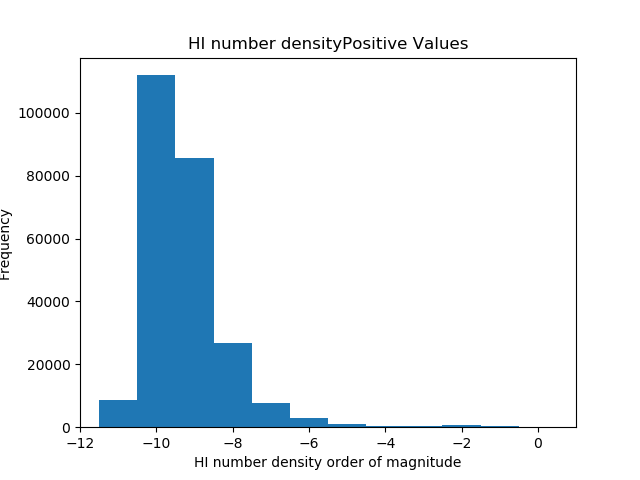 HI number densityPositive Values
100000
80000
60000
40000
20000
0
Frequency
−12 −10 −8 −6 −4 −2 0
HI number density order of magnitude